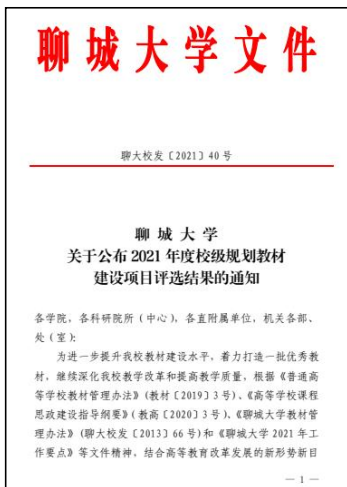 聊城大学文件
聊大校发〔2021〕40号
聊城大学
关于公布2021年度校级规划教材
建设项目评选结果的通知
各学院，各科研院所（中心），各直附属单位，机关各部、
处（室）：
为进一步提升我校教材建设水平，着力打造一批优秀教
材，继续深化我校教学改革和提高教学质量，根据《普通高
等学校教材管理办法》（教材〔2019〕3号）、《高等学校课程
思政建设指导纲要》（教高〔2020〕3号）、《聊城大学教材管
理办法》（聊大校发〔2013〕66号）和《聊城大学2021年工
作要点》等文件精神，结合高等教育改革发展的新形势新目
— 1 —